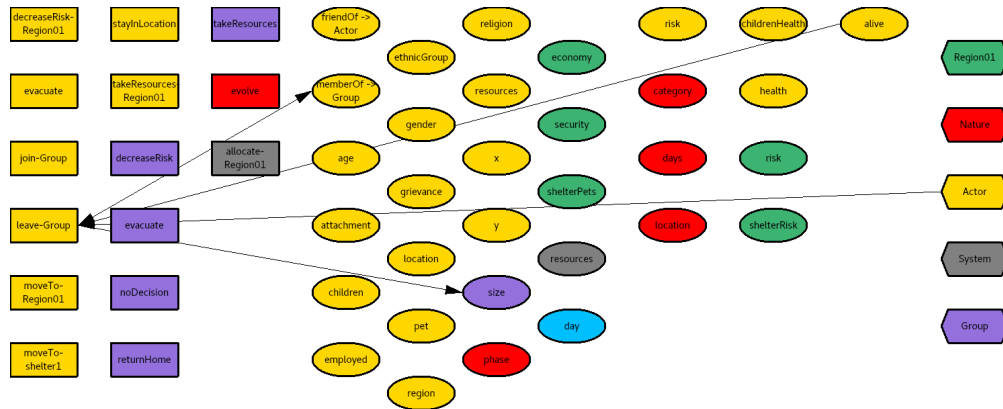 decreaseRisk-
Region01
stayInLocation
takeResources
friendOf ->
Actor
religion
risk
childrenHealth
alive
ethnicGroup
economy
Region01
evacuate
takeResources-
Region01
evolve
memberOf ->
Group
resources
category
health
gender
security
Nature
join-Group
decreaseRisk
allocate-
Region01
age
x
days
risk
grievance
shelterPets
Actor
leave-Group
evacuate
attachment
y
location
shelterRisk
location
resources
System
moveTo-
Region01
noDecision
children
size
pet
day
Group
moveTo-
shelter1
returnHome
employed
phase
region